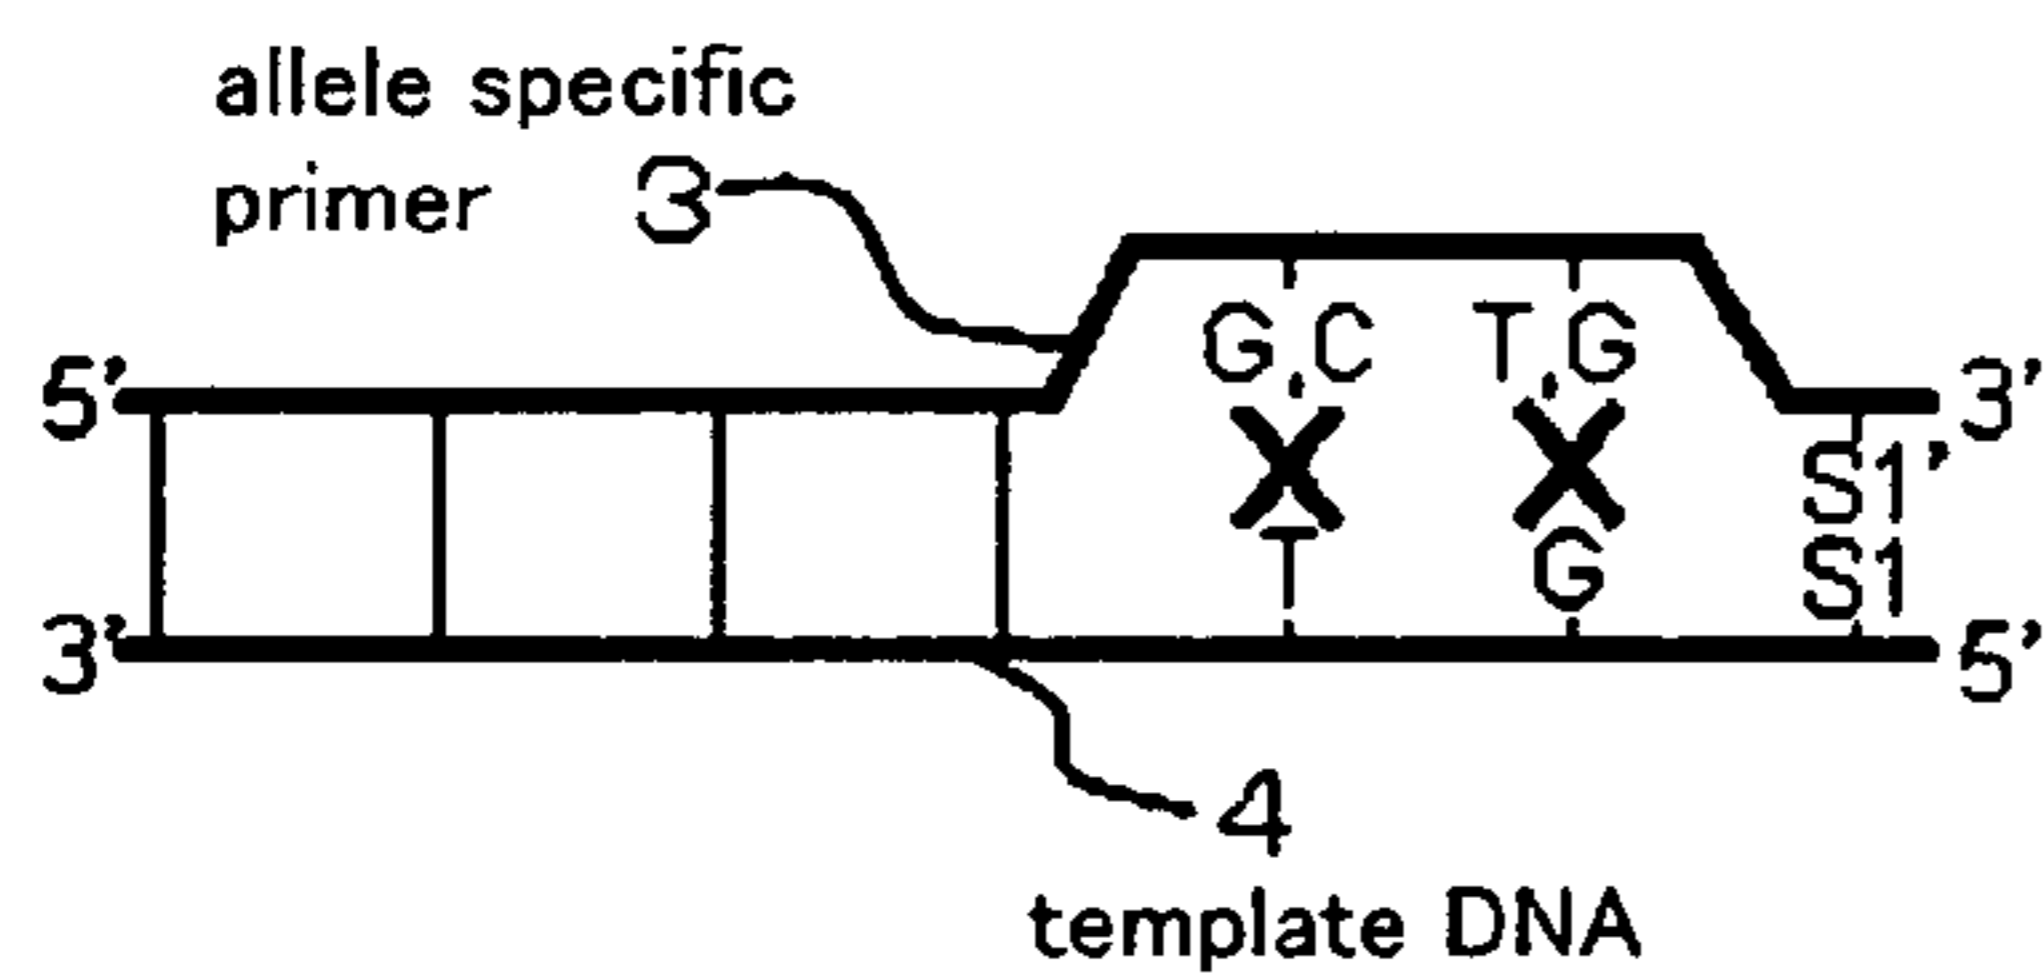 allele specific
primer 3
G,C T,G
5' 3'
S1'
T G S1
3' 5'
4
template DNA